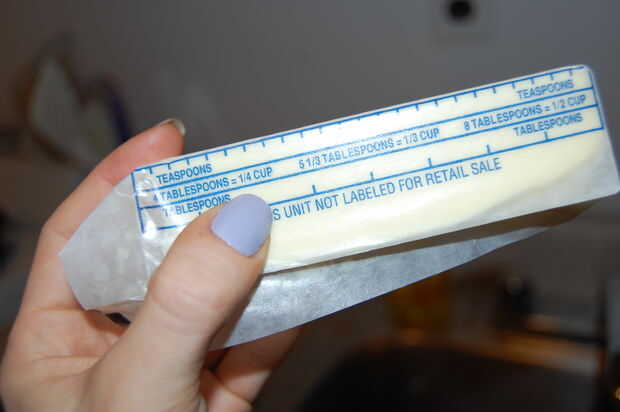 TEASPOONS TEASPOONS
TABLESPOONS = 1/4 CUP 5 1/3 TABLESPOONS = 1/3 CUP 8 TABLESPOONS = 1/2 CUP
TABLESPOONS TABLESPOONS
UNIT NOT LABELED FOR RETAIL SALE